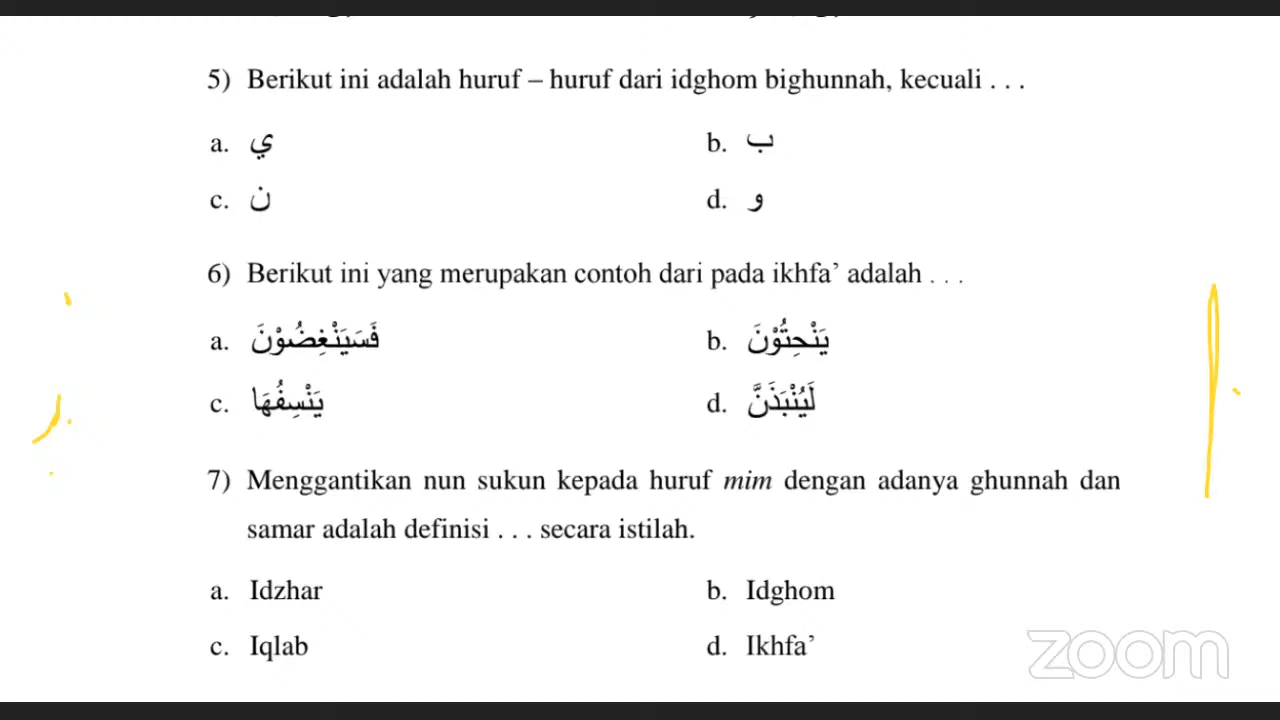 5) Berikut ini adalah huruf – huruf dari idghom bighunnah, kecuali . . .
a. ي b. ب
c. ن d. و
6) Berikut ini yang merupakan contoh dari pada ikhfa’ adalah . . .
a. فَسَيَنْغِضُوْنَ b. يَنْحِتُوْنَ
c. يَنْسِفُهَا d. لَيُنْبَذَنَّ
7) Menggantikan nun sukun kepada huruf mim dengan adanya ghunnah dan
samar adalah definisi . . . secara istilah.
a. Idzhar b. Idghom
c. Iqlab d. Ikhfa’
zoom